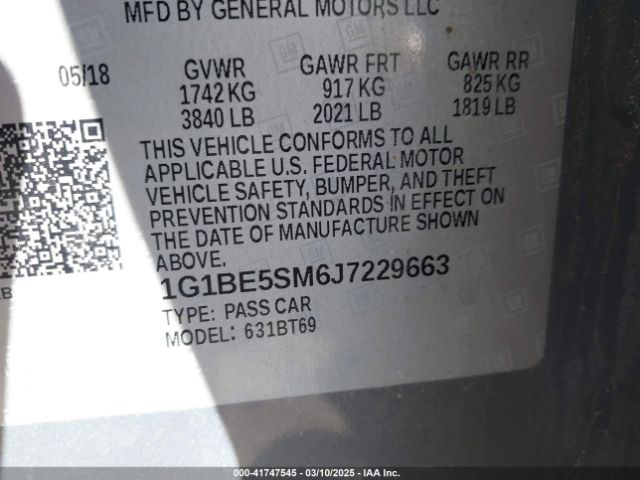 MFD BY GENERAL MOTORS LLC
05/18 GVWR GAWR FRT GAWR RR
1742 KG 917 KG 825 KG
3840 LB 2021 LB 1819 LB
THIS VEHICLE CONFORMS TO ALL
APPLICABLE U.S. FEDERAL MOTOR
VEHICLE SAFETY, BUMPER, AND THEFT
PREVENTION STANDARDS IN EFFECT ON
THE DATE OF MANUFACTURE SHOWN
ABOVE.
1G1BE5SM6J7229663
TYPE: PASS CAR
MODEL: 631BT69
000-41747545 - 03/10/2025 - IAA Inc.